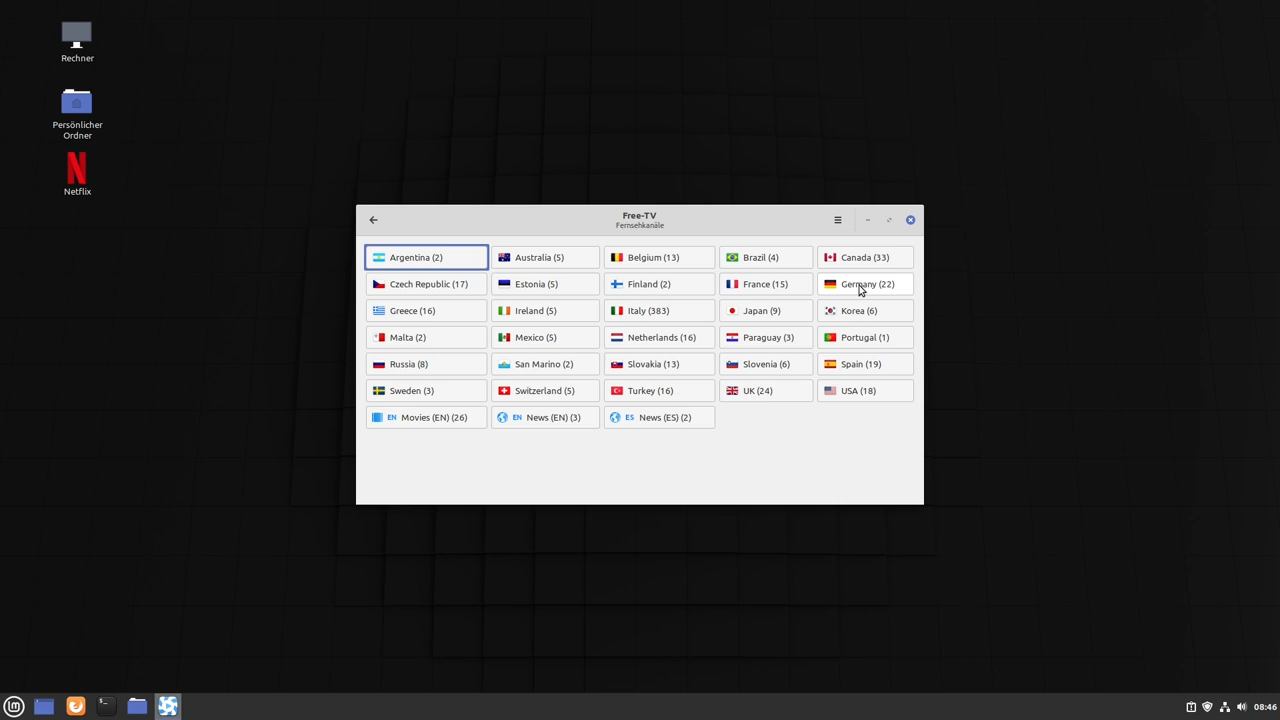 Rechner
Persönlicher
Ordner
Netflix
Free-TV
Fernsehkanäle
Argentina (2)
Australia (5)
Belgium (13)
Brazil (4)
Canada (33)
Czech Republic (17)
Estonia (5)
Finland (2)
France (15)
Germany (22)
Greece (16)
Ireland (5)
Italy (383)
Japan (9)
Korea (6)
Malta (2)
Mexico (5)
Netherlands (16)
Paraguay (3)
Portugal (1)
Russia (8)
San Marino (2)
Slovakia (13)
Slovenia (6)
Spain (19)
Sweden (3)
Switzerland (5)
Turkey (16)
UK (24)
USA (18)
EN Movies (EN) (26)
EN News (EN) (3)
ES News (ES) (2)
08:46